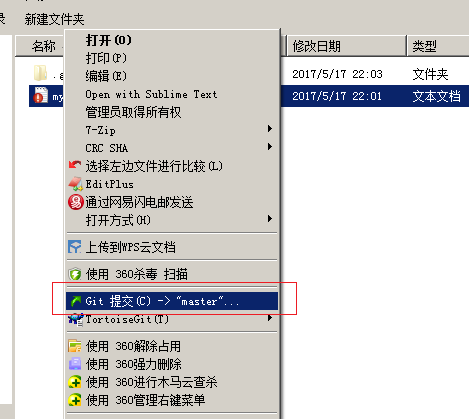 新建文件夹
名称 修改日期 类型
.a 2017/5/17 22:03 文件夹
my 2017/5/17 22:01 文本文档
打开(O)
打印(P)
编辑(E)
Open with Sublime Text
管理员取得所有权
7-Zip
CRC SHA
选择左边文件进行比较(L)
EditPlus
通过网易闪电邮发送
打开方式(H)
上传到WPS云文档
使用 360杀毒 扫描
Git 提交(C) -> "master"...
TortoiseGit(T)
使用 360解除占用
使用 360强力删除
使用 360进行木马云查杀
使用 360管理右键菜单